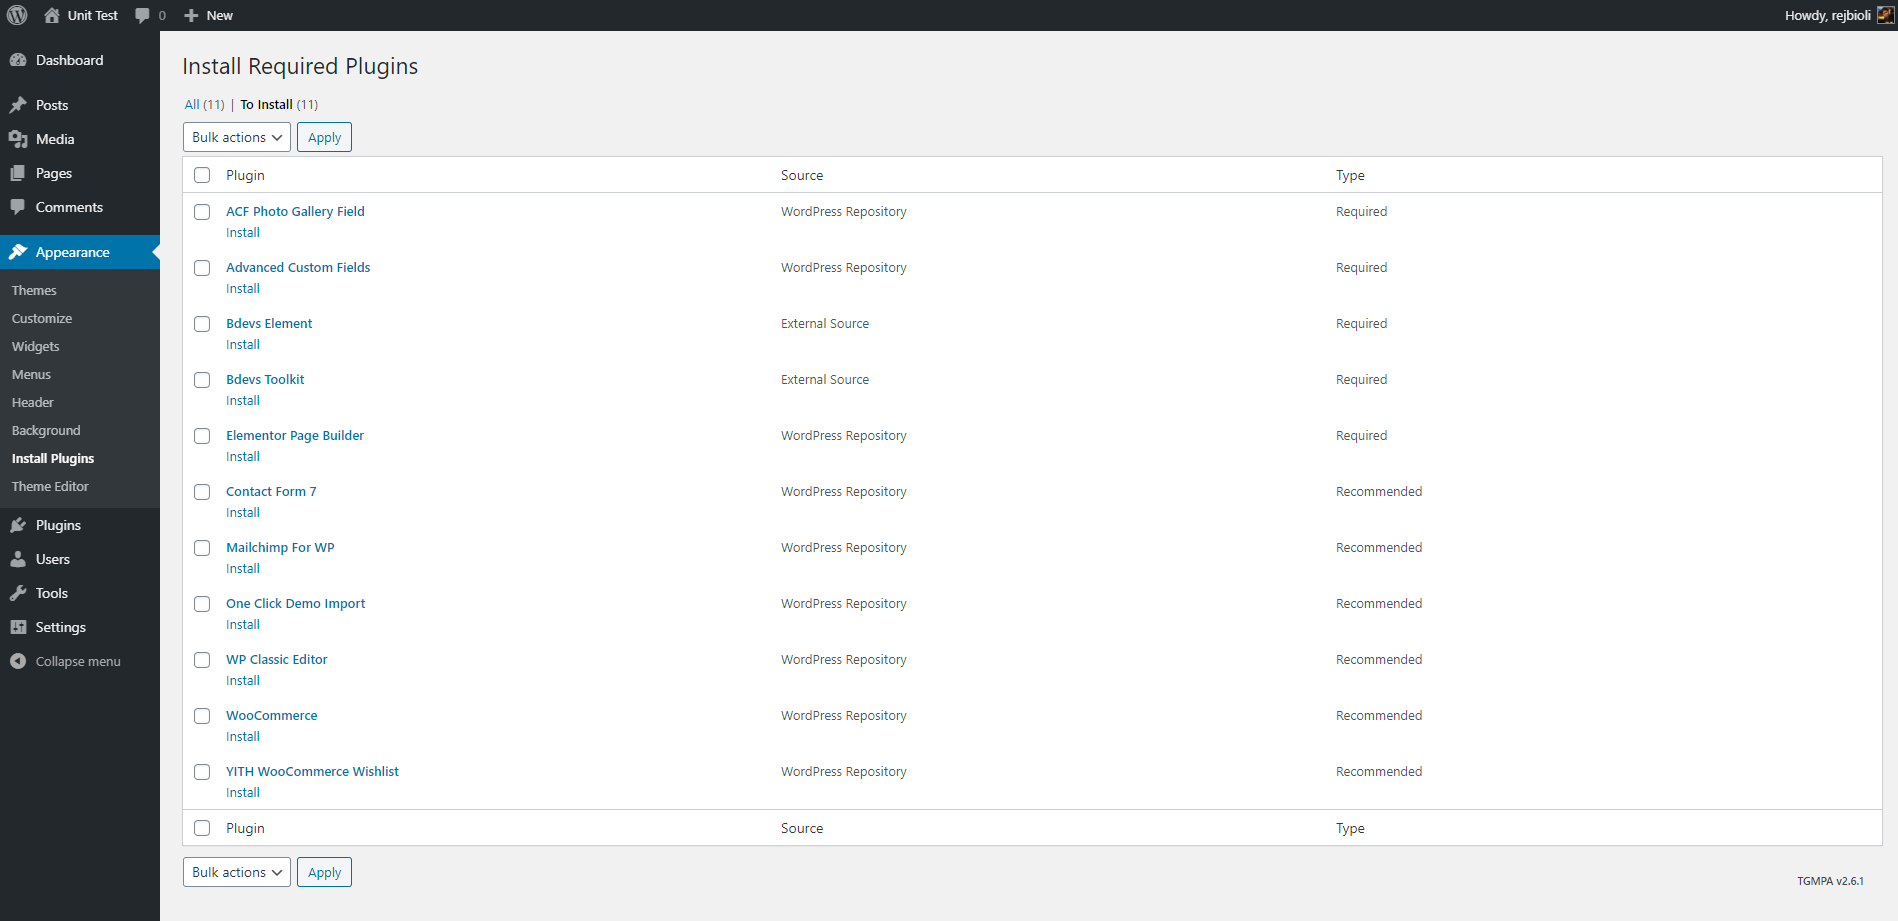 Unit Test 0 New Howdy, rejbioli
Dashboard
Posts
Media
Pages
Comments
Appearance
Themes
Customize
Widgets
Menus
Header
Background
Install Plugins
Theme Editor
Plugins
Users
Tools
Settings
Collapse menu
Install Required Plugins
All (11) | To Install (11)
Bulk actions Apply
Plugin Source Type
ACF Photo Gallery Field WordPress Repository Required
Install
Advanced Custom Fields WordPress Repository Required
Install
Bdevs Element External Source Required
Install
Bdevs Toolkit External Source Required
Install
Elementor Page Builder WordPress Repository Required
Install
Contact Form 7 WordPress Repository Recommended
Install
Mailchimp For WP WordPress Repository Recommended
Install
One Click Demo Import WordPress Repository Recommended
Install
WP Classic Editor WordPress Repository Recommended
Install
WooCommerce WordPress Repository Recommended
Install
YITH WooCommerce Wishlist WordPress Repository Recommended
Install
Plugin Source Type
Bulk actions Apply
TGMPA v2.6.1